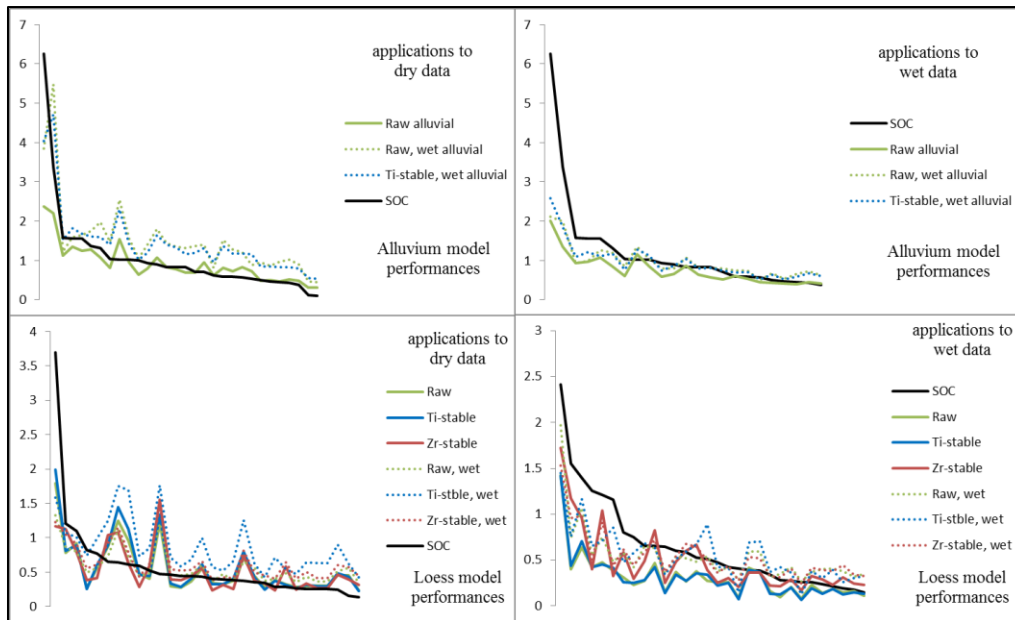 7
6
5
4
3
2
1
0
applications to
dry data
Raw alluvial
Raw, wet alluvial
Ti-stable, wet alluvial
SOC
Alluvium model
performances
7
6
5
4
3
2
1
0
applications to
wet data
SOC
Raw alluvial
Raw, wet alluvial
Ti-stable, wet alluvial
Alluvium model
performances
4
3.5
3
2.5
2
1.5
1
0.5
0
applications to
dry data
Raw
Ti-stable
Zr-stable
Raw, wet
Ti-stble, wet
Zr-stable, wet
SOC
Loess model
performances
3
2.5
2
1.5
1
0.5
0
applications to
wet data
SOC
Raw
Ti-stable
Zr-stable
Raw, wet
Ti-stble, wet
Zr-stable, wet
Loess model
performances